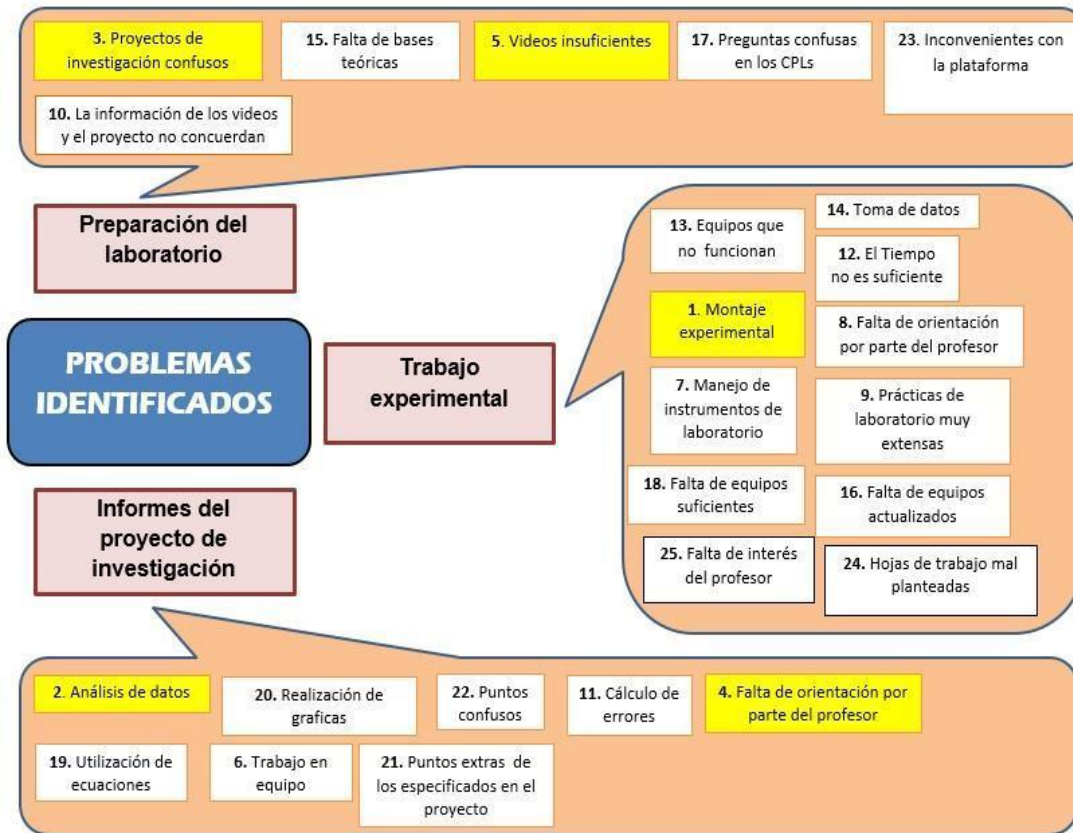 3. Proyectos de
investigación confusos
15. Falta de bases
teóricas
5. Videos insuficientes
17. Preguntas confusas
en los CPLs
23. Inconvenientes con
la plataforma
10. La información de los videos
y el proyecto no concuerdan
Preparación del
laboratorio
PROBLEMAS
IDENTIFICADOS
Trabajo
experimental
13. Equipos que
no funcionan
14. Toma de datos
12. El Tiempo
no es suficiente
1. Montaje
experimental
8. Falta de orientación
por parte del profesor
7. Manejo de
instrumentos de
laboratorio
9. Prácticas de
laboratorio muy
extensas
18. Falta de equipos
suficientes
16. Falta de equipos
actualizados
25. Falta de interés
del profesor
24. Hojas de trabajo mal
planteadas
Informes del
proyecto de
investigación
2. Análisis de datos
20. Realización de
graficas
22. Puntos
confusos
11. Cálculo de
errores
4. Falta de orientación por
parte del profesor
19. Utilización de
ecuaciones
6. Trabajo en
equipo
21. Puntos extras de
los especificados en el
proyecto